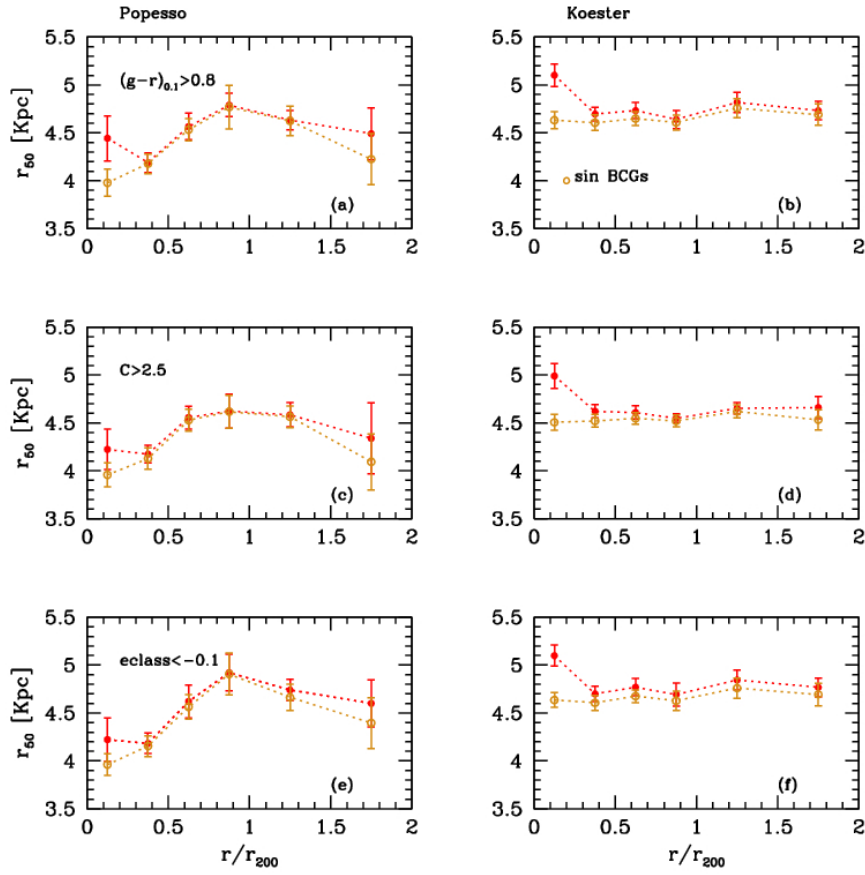 Popesso Koester
5.5 5.5
(g-r)0.1>0.8
5 5
r50 [Kpc]
4.5 4.5
sin BCGs
4 4
(a) (b)
3.5 3.5
0 0.5 1 1.5 2 0 0.5 1 1.5 2
5.5 5.5
C>2.5
5 5
r50 [Kpc]
4.5 4.5
4 4
(c) (d)
3.5 3.5
0 0.5 1 1.5 2 0 0.5 1 1.5 2
5.5 5.5
eclass<-0.1
5 5
r50 [Kpc]
4.5 4.5
4 4
(e) (f)
3.5 3.5
0 0.5 1 1.5 2 0 0.5 1 1.5 2
r/r200 r/r200